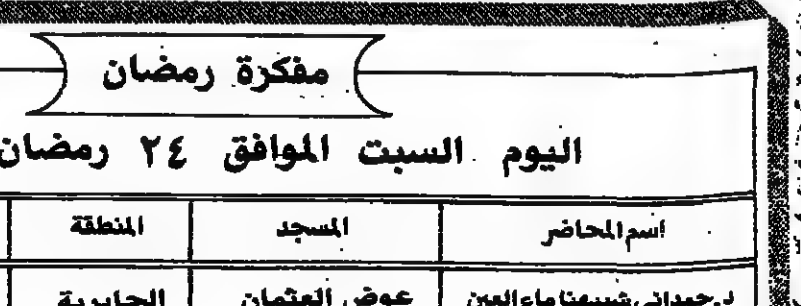 مفكرة رمضان
اليوم السبت الموافق ٢٤ رمضان
اسم المحاضر المسجد المنطقة
عوض العثمان الجابرية